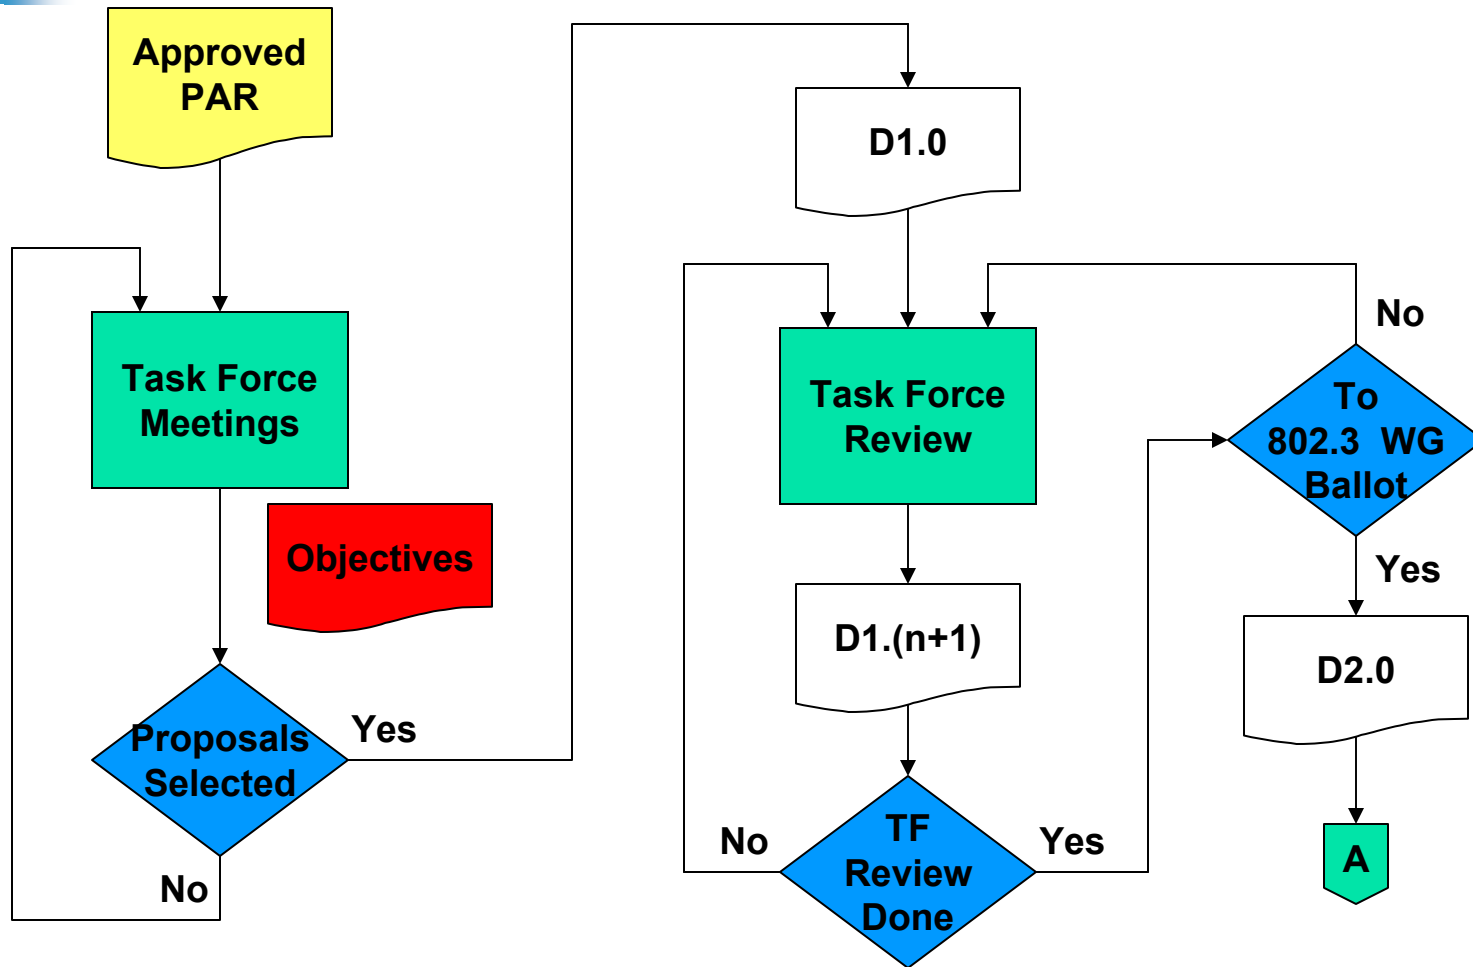 Approved
PAR
Task Force
Meetings
Objectives
Proposals
Selected
Yes
No
D1.0
Task Force
Review
D1.(n+1)
TF
Review
Done
No
Yes
To
802.3 WG
Ballot
No
Yes
D2.0
A